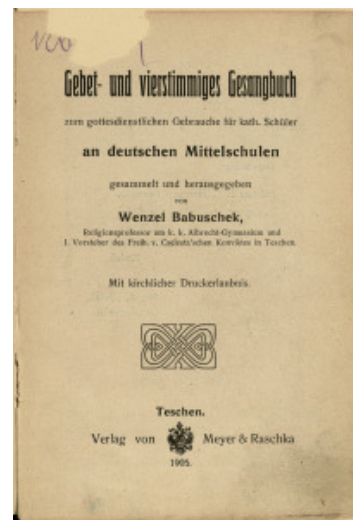 Gebet- und vierstimmiges Gesangbuch
zum gottesdienstlichen Gebrauche für kath. Schüler
an deutschen Mittelschulen
gesammelt und herausgegeben
von
Wenzel Babuschek,
Religionsprofessor am k. k. Albrecht-Gymnasium und
I. Vorsteher des Freih. v. Cselesta'schen Konviktes in Teschen.
Mit kirchlicher Druckerlaubnis.
Teschen.
Verlag von Meyer & Raschka
1905.